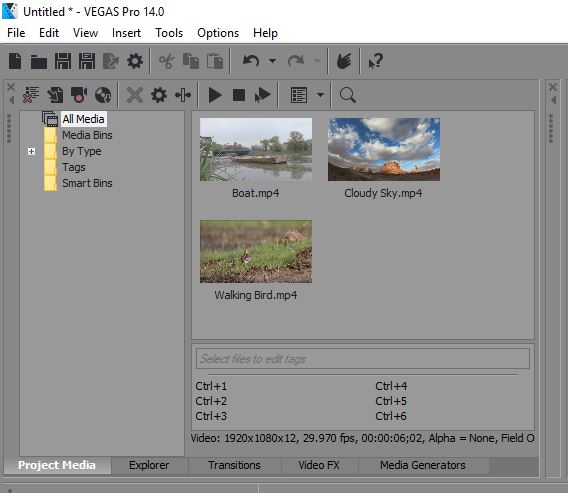 Untitled * - VEGAS Pro 14.0
File Edit View Insert Tools Options Help
All Media
Media Bins
By Type
Tags
Smart Bins
Boat.mp4 Cloudy Sky.mp4
Walking Bird.mp4
Select files to edit tags
Ctrl+1 Ctrl+4
Ctrl+2 Ctrl+5
Ctrl+3 Ctrl+6
Video: 1920x1080x12, 29.970 fps, 00:00:06;02, Alpha = None, Field O
Project Media Explorer Transitions Video FX Media Generators